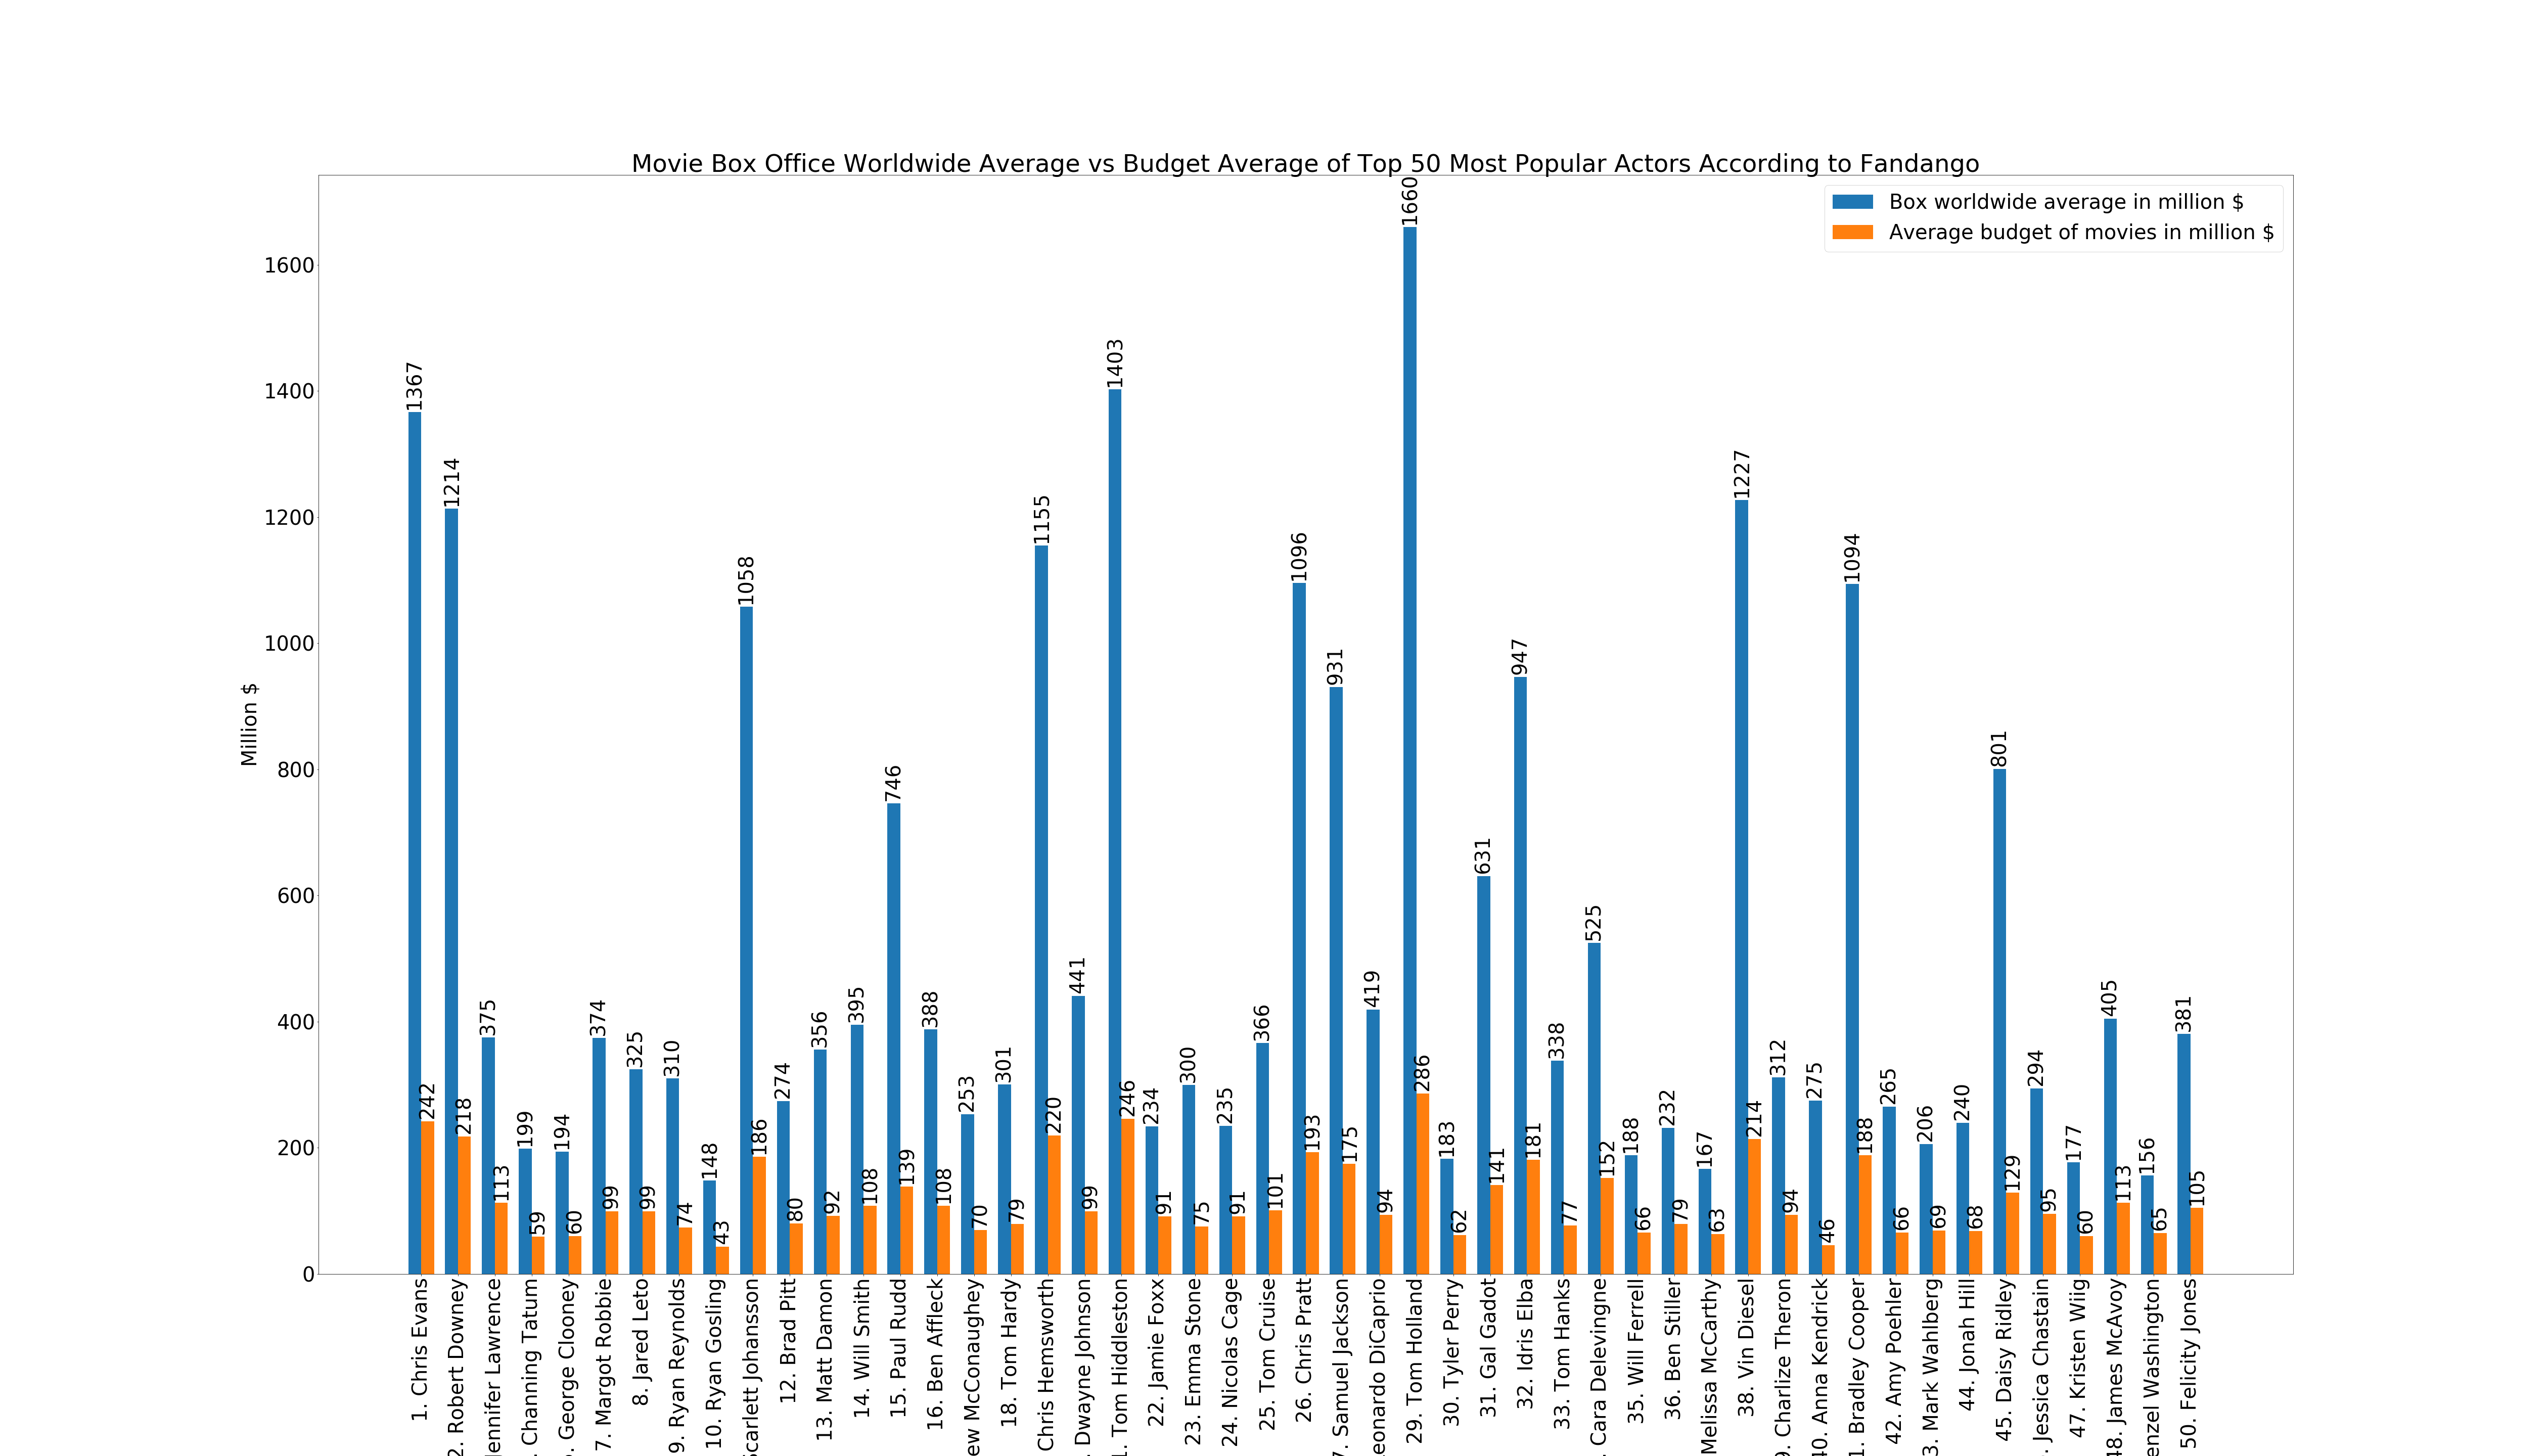 Movie Box Office Worldwide Average vs Budget Average of Top 50 Most Popular Actors According to Fandango
Box worldwide average in million $
Average budget of movies in million $
Million $
1600
1400
1200
1000
800
600
400
200
0
1367
242
1214
218
375
113
199
59
194
60
374
99
325
99
310
74
148
43
1058
186
274
80
356
92
395
108
746
139
388
108
253
70
301
79
1155
220
441
99
1403
246
234
91
300
75
235
91
366
101
1096
193
931
175
419
94
1660
286
183
62
631
141
947
181
338
77
525
152
188
66
232
79
167
63
1227
214
312
94
275
46
1094
188
265
66
206
69
240
68
801
129
294
95
177
60
405
113
156
65
381
105
1. Chris Evans
2. Robert Downey
Jennifer Lawrence
. Channing Tatum
. George Clooney
7. Margot Robbie
8. Jared Leto
9. Ryan Reynolds
10. Ryan Gosling
Scarlett Johansson
12. Brad Pitt
13. Matt Damon
14. Will Smith
15. Paul Rudd
16. Ben Affleck
ew McConaughey
18. Tom Hardy
Chris Hemsworth
. Dwayne Johnson
1. Tom Hiddleston
22. Jamie Foxx
23. Emma Stone
24. Nicolas Cage
25. Tom Cruise
26. Chris Pratt
7. Samuel Jackson
eonardo DiCaprio
29. Tom Holland
30. Tyler Perry
31. Gal Gadot
32. Idris Elba
33. Tom Hanks
. Cara Delevingne
35. Will Ferrell
36. Ben Stiller
Melissa McCarthy
38. Vin Diesel
9. Charlize Theron
40. Anna Kendrick
1. Bradley Cooper
42. Amy Poehler
3. Mark Wahlberg
44. Jonah Hill
45. Daisy Ridley
. Jessica Chastain
47. Kristen Wiig
48. James McAvoy
enzel Washington
50. Felicity Jones